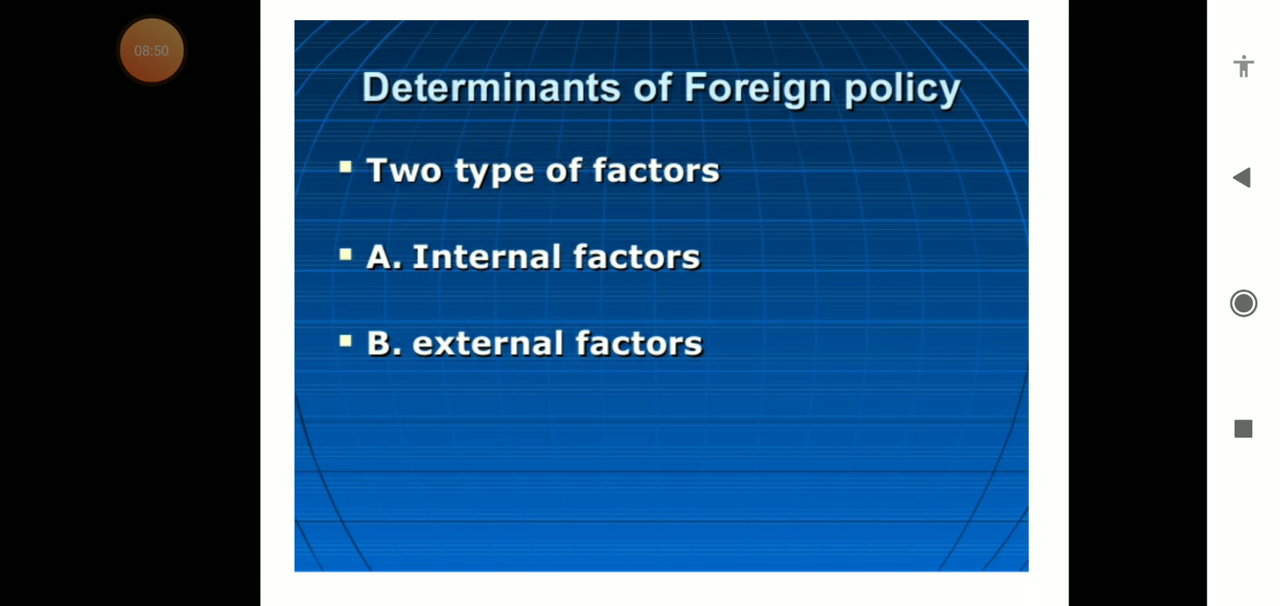 08:50
Determinants of Foreign policy
Two type of factors
A. Internal factors
B. external factors